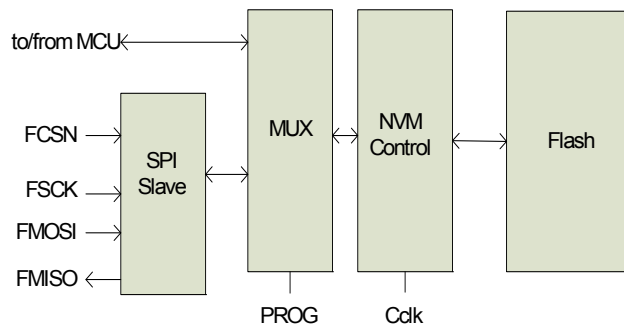 to/from MCU
FCSN
FSCK
FMOSI
FMISO
SPI
Slave
MUX
NVM
Control
Flash
PROG
Cclk